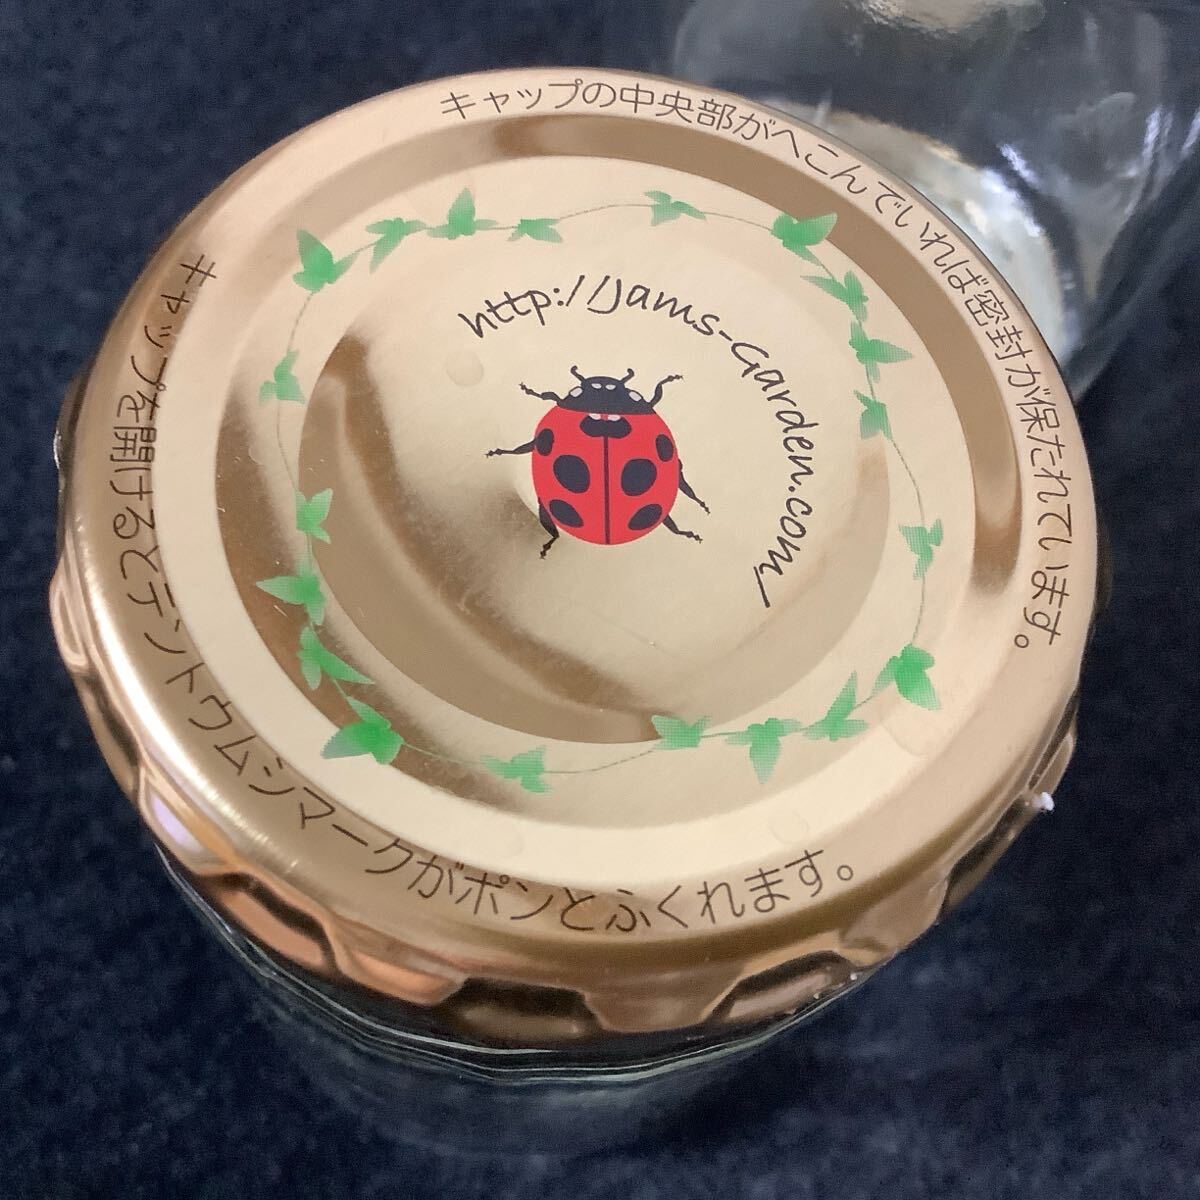 キャップの中央部がへこんでいれば密封が保たれています。
http://Jams-Garden.com
キャップを開けるとテントウムシマークがポンとふくれます。